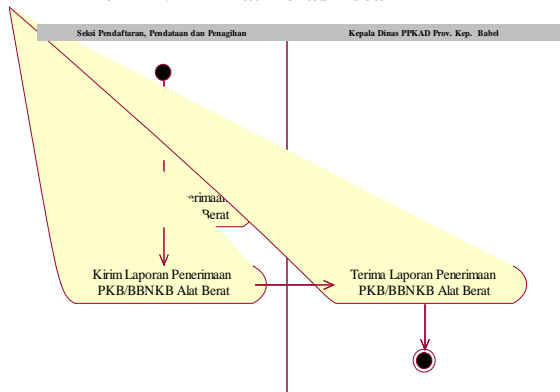 Seksi Pendaftaran, Pendataan dan Penagihan
Kepala Dinas PPKAD Prov. Kep. Babel
Berat
Kirim Laporan Penerimaan
PKB/BBNKB Alat Berat
Terima Laporan Penerimaan
PKB/BBNKB Alat Berat